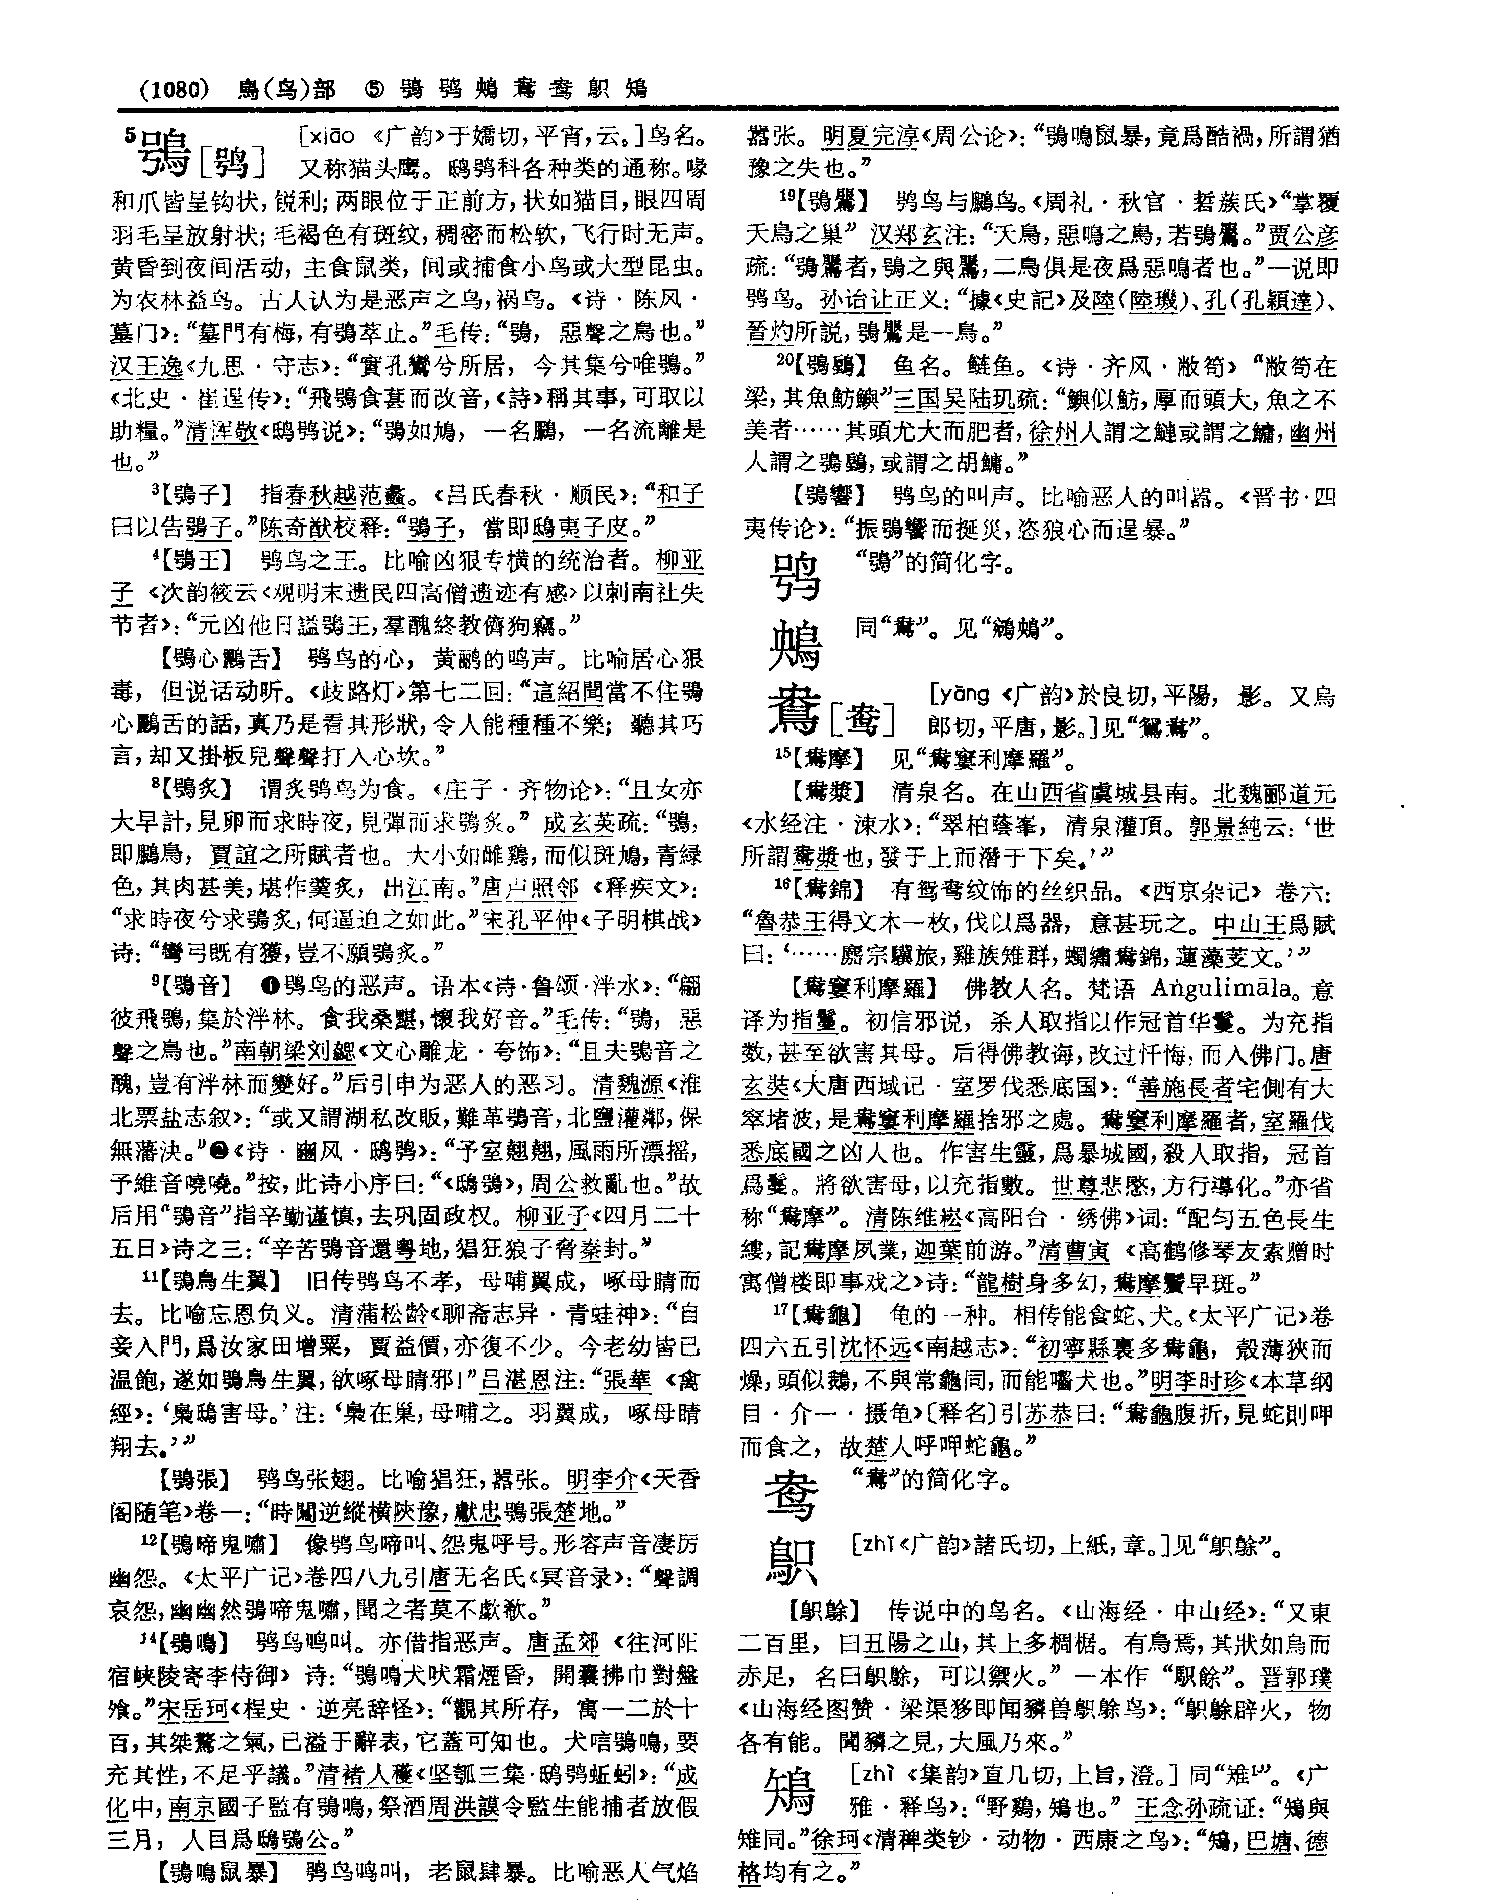 (1080) 鳥(鸟)部 ⑤ 鴞 鸮 鴹 鴦 鸯 䳅 鴙
5鴞[鸮] [xiāo 《广韵》于嬌切,平宵,云。]鸟名。
又称猫头鹰。鸱鸮科各种类的通称。喙
和爪皆呈钩状,锐利;两眼位于正前方,状如猫目,眼四周
羽毛呈放射状;毛褐色有斑纹,稠密而松软,飞行时无声。
黄昏到夜间活动,主食鼠类,间或捕食小鸟或大型昆虫。
为农林益鸟。古人认为是恶声之鸟,祸鸟。《诗·陈风·
墓门》:“墓門有梅,有鴞萃止。”毛传:“鴞,惡聲之鳥也。”
汉王逸《九思·守志》:“實孔鸞兮所居,今其集兮唯鴞。”
《北史·崔逞传》:“飛鴞食葚而改音,《詩》稱其事,可取以
助糧。”清浑敬《鸱鸮说》:“鴞如鳩,一名鵩,一名流離是
也。”
3【鴞子】 指春秋越范蠡。《吕氏春秋·顺民》:“和子
曰以告鴞子。”陈奇猷校释:“鴞子,當即鴟夷子皮。”
4【鴞王】 鸮鸟之王。比喻凶狠专横的统治者。柳亚
子《次韵筱云〈观明末遗民四高僧遗迹有感〉以刺南社失
节者》:“元凶他日謚鴞王,羣醜終教儕狗竊。”
【鴞心鸝舌】 鸮鸟的心,黄鹂的鸣声。比喻居心狠
毒,但说话动听。《歧路灯》第七二回:“這紹聞當不住鴞
心鸝舌的話,真乃是看其形狀,令人能種種不樂;聽其巧
言,却又掛板兒聲聲打入心坎。”
8【鴞炙】 谓炙鸮鸟为食。《庄子·齐物论》:“且女亦
大早計,見卵而求時夜,見彈而求鴞炙。”成玄英疏:“鴞,
即鵩鳥,賈誼之所賦者也。大小如雌鷄,而似斑鳩,青緑
色,其肉甚美,堪作羹炙,出江南。”唐卢照邻《释疾文》:
“求時夜兮求鴞炙,何逼迫之如此。”宋孔平仲《子明棋战》
诗:“彎弓既有獲,豈不願鴞炙。”
9【鴞音】 ❶鸮鸟的恶声。语本《诗·鲁颂·泮水》:“翩
彼飛鴞,集於泮林。食我桑黮,懷我好音。”毛传:“鴞,惡
聲之鳥也。”南朝梁刘勰《文心雕龙·夸饰》:“且夫鴞音之
醜,豈有泮林而變好。”后引申为恶人的恶习。清魏源《淮
北票盐志叙》:“或又謂湖私改販,難革鴞音,北鹽灌鄰,保
無藩決。”❷《诗·豳风·鸱鸮》:“予室翹翹,風雨所漂摇,
予維音嘵嘵。”按,此诗小序曰:“《鴟鴞》,周公救亂也。”故
后用“鴞音”指辛勤谨慎,去巩固政权。柳亚子《四月二十
五日》诗之三:“辛苦鴞音還粤地,猖狂狼子脅秦封。”
11【鴞鳥生翼】 旧传鸮鸟不孝,母哺翼成,啄母睛而
去。比喻忘恩负义。清蒲松龄《聊斋志异·青蛙神》:“自
妾入門,爲汝家田增粟,賈益價,亦復不少。今老幼皆已
温飽,遂如鴞鳥生翼,欲啄母睛邪!”吕湛恩注:“張華《禽
經》:‘梟鴟害母。’注:‘梟在巢,母哺之。羽翼成,啄母睛
翔去。’”
【鴞張】 鸮鸟张翅。比喻猖狂,嚣张。明李介《天香
阁随笔》卷一:“時闖逆縱横陝豫,獻忠鴞張楚地。”
12【鴞啼鬼嘯】 像鸮鸟啼叫、怨鬼呼号。形容声音凄厉
幽怨。《太平广记》卷四八九引唐无名氏《冥音录》:“聲調
哀怨,幽幽然鴞啼鬼嘯,聞之者莫不歔欷。”
14【鴞鳴】 鸮鸟鸣叫。亦借指恶声。唐孟郊《往河阳
宿峡陵寄李侍御》诗:“鴞鳴犬吠霜煙昏,開囊拂巾對盤
飧。”宋岳珂《桯史·逆亮辞怪》:“觀其所存,寓一二於十
百,其桀驁之氣,已溢于辭表,它蓋可知也。犬唁鴞鳴,要
充其性,不足乎議。”清褚人穫《坚瓠三集·鸱鸮蚯蚓》:“成
化中,南京國子監有鴞鳴,祭酒周洪謨令監生能捕者放假
三月,人目爲鴟鴞公。”
【鴞鳴鼠暴】 鸮鸟鸣叫,老鼠肆暴。比喻恶人气焰
嚣张。明夏完淳《周公论》:“鴞鳴鼠暴,竟爲酷禍,所謂猶
豫之失也。”
19【鴞鵩】 鸮鸟与鵩鸟。《周礼·秋官·硩蔟氏》“掌覆
夭鳥之巢” 汉郑玄注:“夭鳥,惡鳴之鳥,若鴞鵩。”贾公彦
疏:“鴞鵩者,鴞之與鵩,二鳥俱是夜爲惡鳴者也。”一说即
鸮鸟。孙诒让正义:“據《史記》及陸(陸璣)、孔(孔穎達)、
晉灼所説,鴞鵩是一鳥。”
20【鴞鷃】 鱼名。鲢鱼。《诗·齐风·敝笱》“敝笱在
梁,其魚魴鱮”三国吴陆玑疏:“鱮似魴,厚而頭大,魚之不
美者……其頭尤大而肥者,徐州人謂之鰱或謂之鱅,幽州
人謂之鴞鷃,或謂之胡鱅。”
【鴞響】 鸮鸟的叫声。比喻恶人的叫嚣。《晋书·四
夷传论》:“振鴞響而挻災,恣狼心而逞暴。”
鸮 “鴞”的简化字。
同“鴦”。见“鷞鴹”。
鴦[鸯] [yāng 《广韵》於良切,平陽,影。又烏
郎切,平唐,影。]见“鴛鴦”。
15【鴦摩】 见“鴦窶利摩羅”。
【鴦漿】 清泉名。在山西省虞城县南。北魏郦道元
《水经注·涑水》:“翠柏蔭峯,清泉灌頂。郭景純云:‘世
所謂鴦漿也,發于上而潛于下矣。’”
16【鴦錦】 有鸳鸯纹饰的丝织品。《西京杂记》卷六:
“魯恭王得文木一枚,伐以爲器,意甚玩之。中山王爲賦
曰:‘……麚宗驥旅,雞族雉群,蠋繡鴦錦,蓮藻芰文。’”
【鴦窶利摩羅】 佛教人名。梵语 Aṅgulimāla。意
译为指鬘。初信邪说,杀人取指以作冠首华鬘。为充指
数,甚至欲害其母。后得佛教诲,改过忏悔,而入佛门。唐
玄奘《大唐西域记·室罗伐悉底国》:“善施長者宅側有大
窣堵波,是鴦窶利摩羅捨邪之處。鴦窶利摩羅者,室羅伐
悉底國之凶人也。作害生靈,爲暴城國,殺人取指,冠首
爲鬘。將欲害母,以充指數。世尊悲愍,方行導化。”亦省
称“鴦摩”。清陈维崧《高阳台·绣佛》词:“配勻五色長生
縷,記鴦摩夙業,迦葉前游。”清曹寅《高鹤修琴友索赠时
寓僧楼即事戏之》诗:“龍樹身多幻,鴦摩鬢早斑。”
17【鴦龜】 龟的一种。相传能食蛇、犬。《太平广记》卷
四六五引沈怀远《南越志》:“初寧縣裏多鴦龜,殼薄狹而
燥,頭似鵝,不與常龜同,而能嚙犬也。”明李时珍《本草纲
目·介一·摄龟》〔释名〕引苏恭曰:“鴦龜腹折,見蛇則呷
而食之,故楚人呼呷蛇龜。”
鸯 “鴦”的简化字。
䳅 [zhǐ《广韵》諸氏切,上紙,章。]见“䳅鵌”。
【䳅鵌】 传说中的鸟名。《山海经·中山经》:“又東
二百里,曰丑陽之山,其上多椆椐。有鳥焉,其狀如烏而
赤足,名曰䳅鵌,可以禦火。”一本作“駅餘”。晋郭璞
《山海经图赞·梁渠㺄即闻獜兽䳅鵌鸟》:“䳅鵌辟火,物
各有能。聞獜之見,大風乃來。”
鴙 [zhì 《集韵》直几切,上旨,澄。] 同“雉1”。《广
雅·释鸟》:“野鷄,鴙也。”王念孙疏证:“鴙與
雉同。”徐珂《清稗类钞·动物·西康之鸟》:“鴙,巴塘、德
格均有之。”